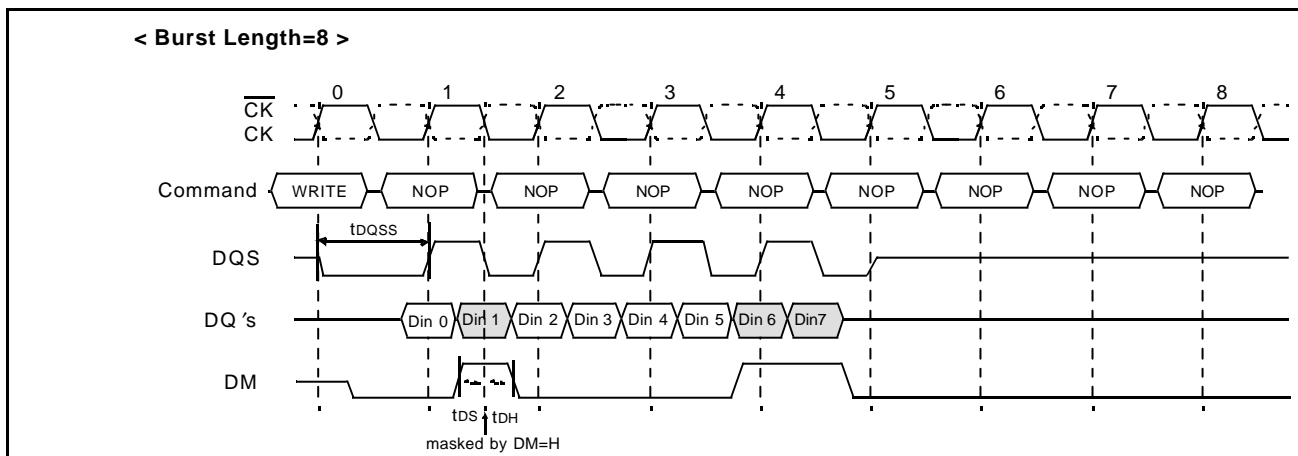 < Burst Length=8 >
0 1 2 3 4 5 6 7 8
CK
CK
Command WRITE NOP NOP NOP NOP NOP NOP NOP NOP
tDQSS
DQS
DQ's Din 0 Din 1 Din 2 Din 3 Din 4 Din 5 Din 6 Din7
DM
tDS tDH
masked by DM=H